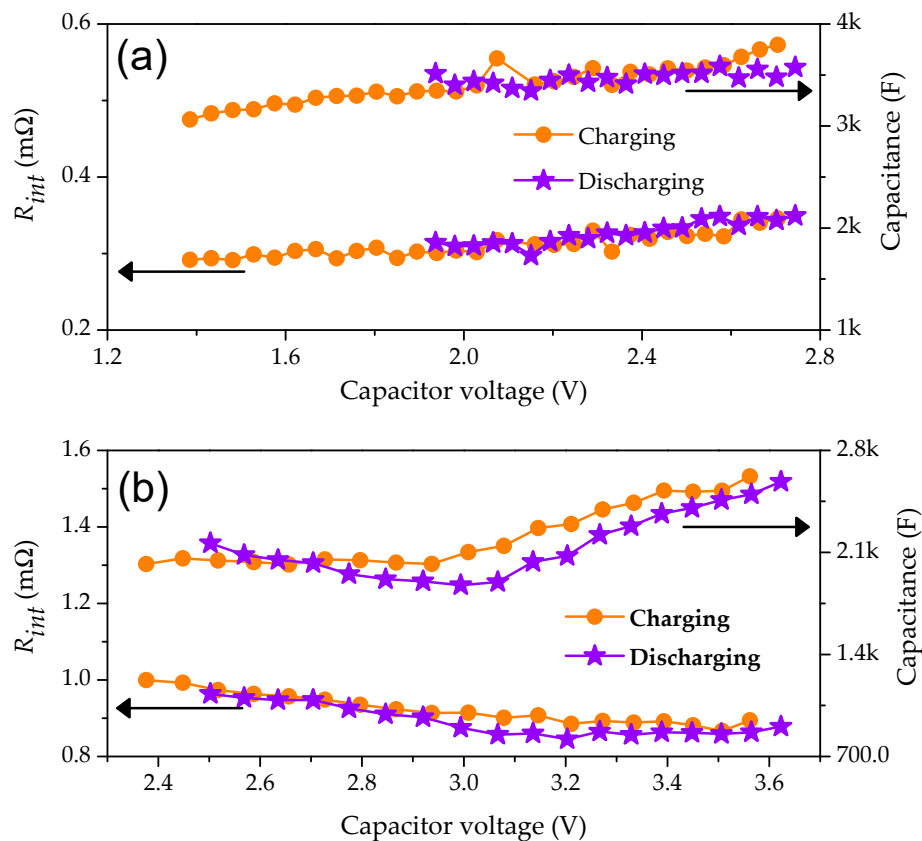 (a)
0.6
0.4
0.2
R_int (mΩ)
4k
3k
2k
1k
Capacitance (F)
Charging
Discharging
1.2 1.6 2.0 2.4 2.8
Capacitor voltage (V)
(b)
1.6
1.4
1.2
1.0
0.8
R_int (mΩ)
2.8k
2.1k
1.4k
700.0
Capacitance (F)
Charging
Discharging
2.4 2.6 2.8 3.0 3.2 3.4 3.6
Capacitor voltage (V)